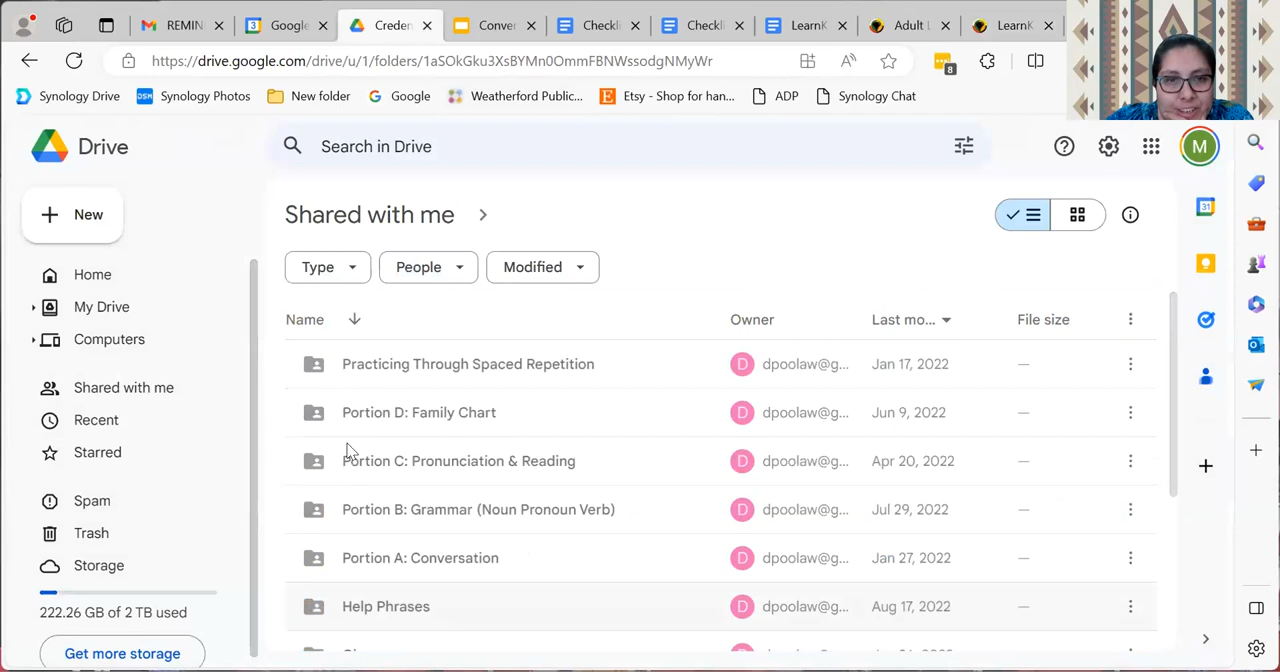 REMIN
Google
Creden
Conver
Checkli
Checkli
LearnK
Adult L
LearnK
https://drive.google.com/drive/u/1/folders/1aSOkGku3XsBYMn0OmmFBNWssodgNMyWr
8
Synology Drive
Synology Photos
New folder
Google
Weatherford Public...
Etsy - Shop for han...
ADP
Synology Chat
Drive
Search in Drive
M
New
Shared with me
Type
People
Modified
Home
My Drive
Computers
Shared with me
Recent
Starred
Spam
Trash
Storage
222.26 GB of 2 TB used
Get more storage
Name Owner Last mo... File size
Practicing Through Spaced Repetition D dpoolaw@g... Jan 17, 2022 —
Portion D: Family Chart D dpoolaw@g... Jun 9, 2022 —
Portion C: Pronunciation & Reading D dpoolaw@g... Apr 20, 2022 —
Portion B: Grammar (Noun Pronoun Verb) D dpoolaw@g... Jul 29, 2022 —
Portion A: Conversation D dpoolaw@g... Jan 27, 2022 —
Help Phrases D dpoolaw@g... Aug 17, 2022 —